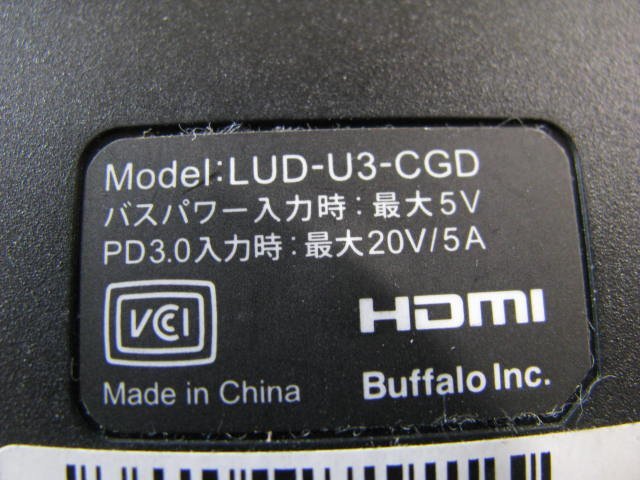 Model:LUD-U3-CGD
バスパワー入力時：最大5V
PD3.0入力時：最大20V/5A
VCCI
HDMI
Made in China
Buffalo Inc.